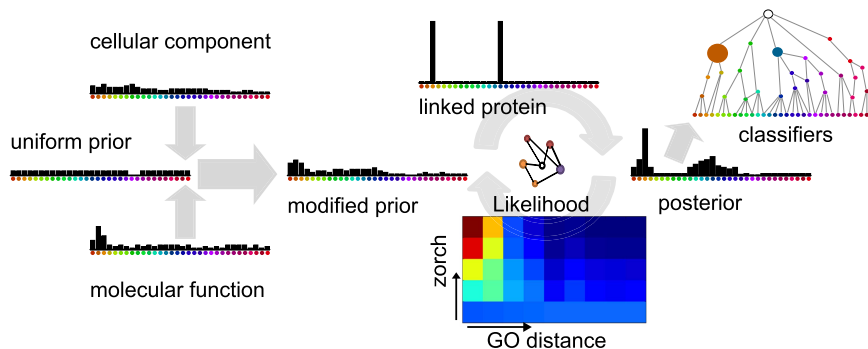 cellular component
uniform prior
molecular function
modified prior
linked protein
Likelihood
zorch
GO distance
posterior
classifiers